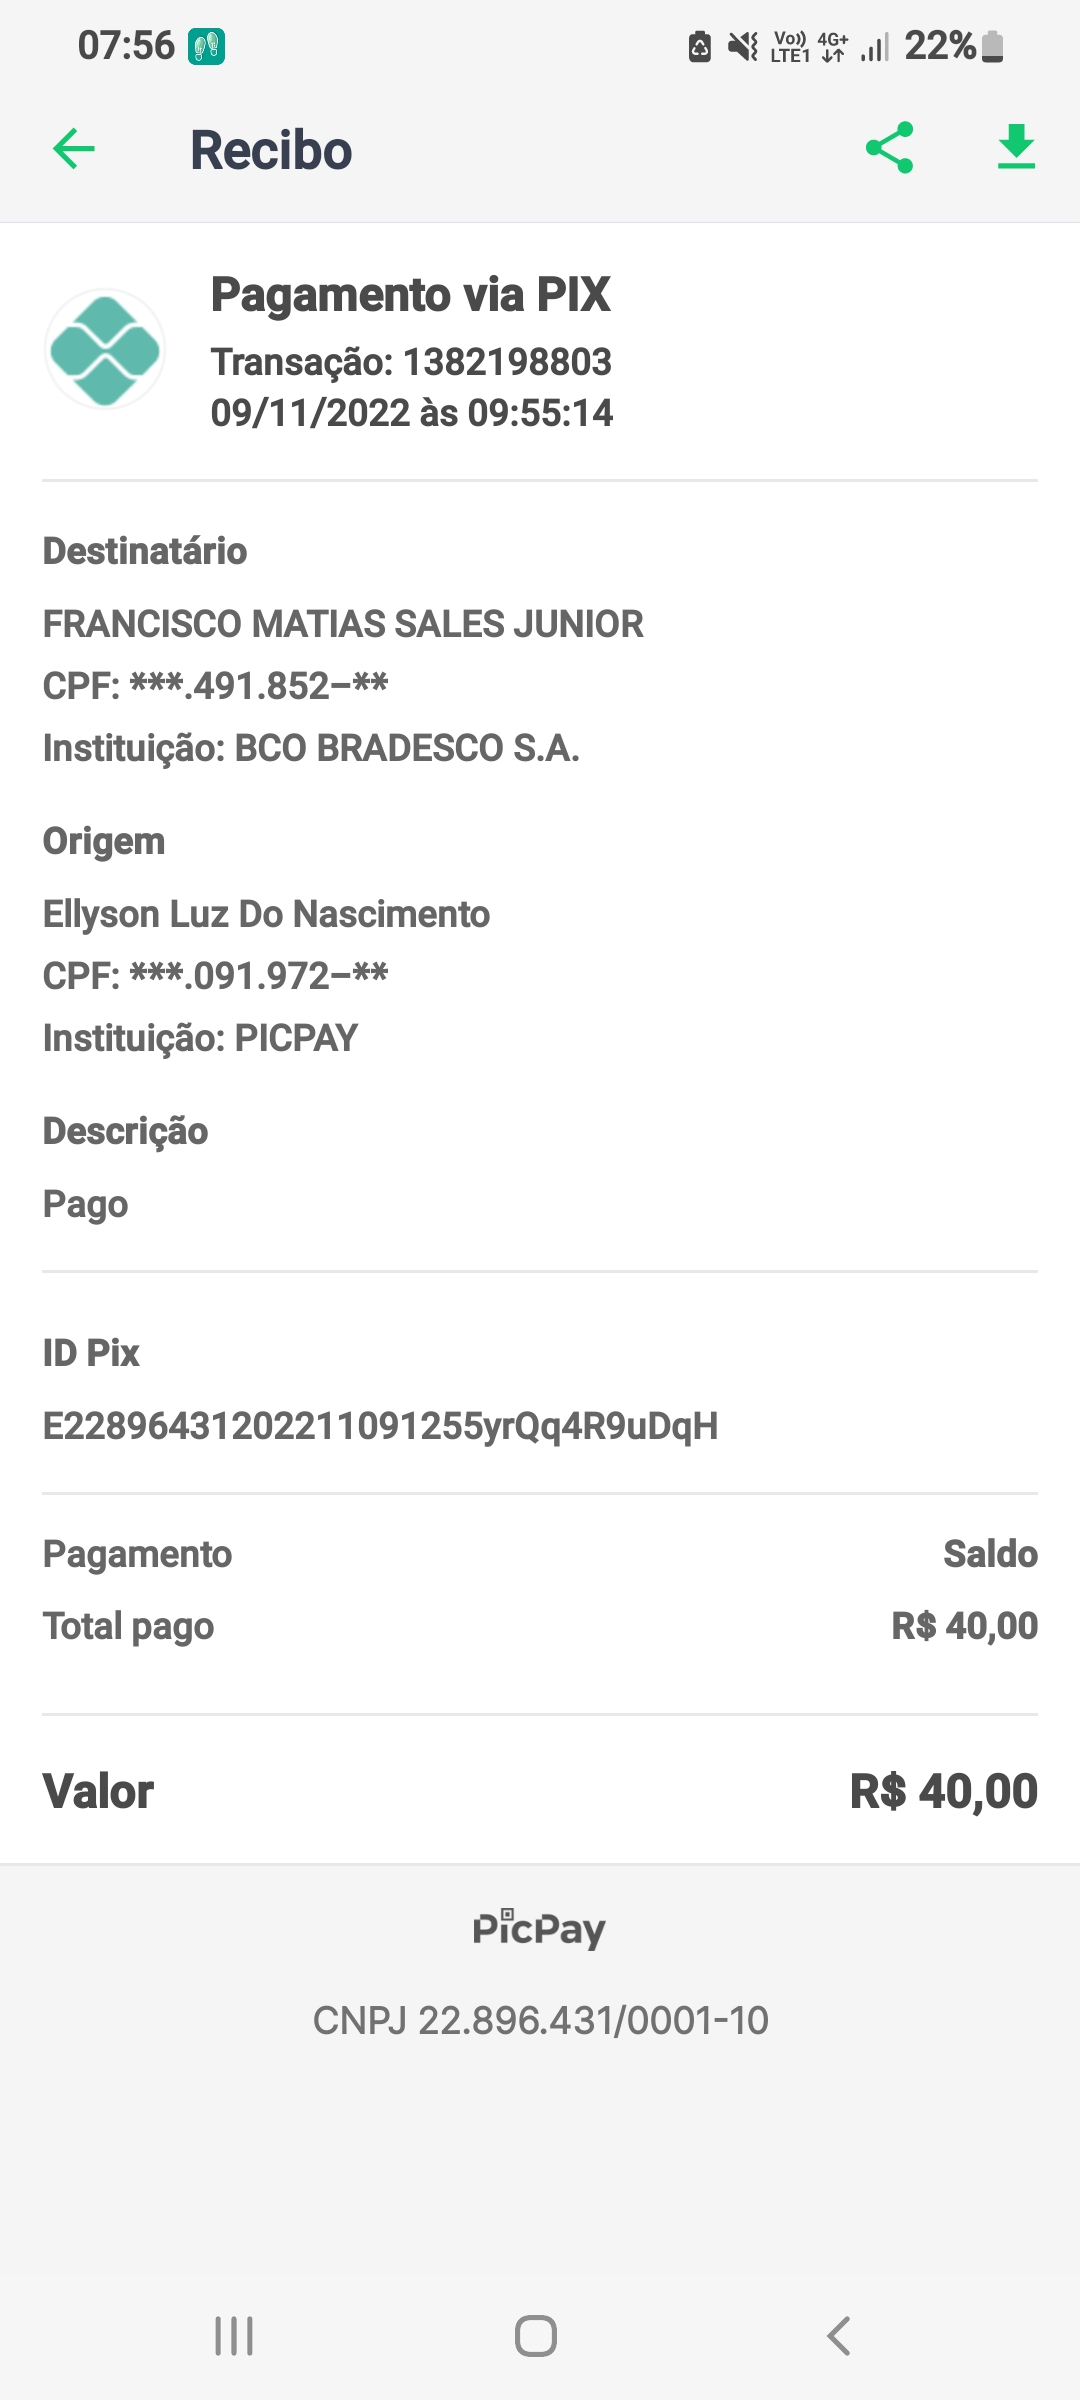 07:56 Vo)) LTE1 4G+ 22%
Recibo
Pagamento via PIX
Transação: 1382198803
09/11/2022 às 09:55:14
Destinatário
FRANCISCO MATIAS SALES JUNIOR
CPF: ***.491.852–**
Instituição: BCO BRADESCO S.A.
Origem
Ellyson Luz Do Nascimento
CPF: ***.091.972–**
Instituição: PICPAY
Descrição
Pago
ID Pix
E22896431202211091255yrQq4R9uDqH
Pagamento Saldo
Total pago R$ 40,00
Valor R$ 40,00
PicPay
CNPJ 22.896.431/0001-10